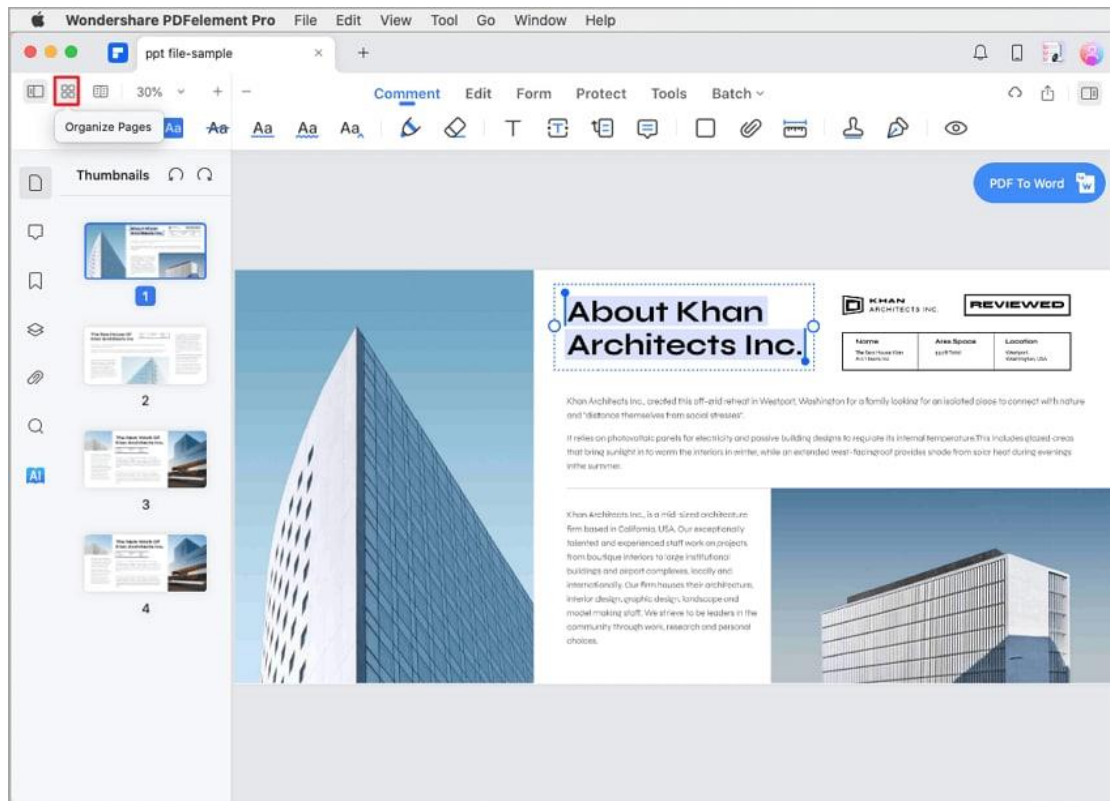 Wondershare PDFelement Pro File Edit View Tool Go Window Help
ppt file-sample
30%
Comment Edit Form Protect Tools Batch
Organize Pages Aa Aa Aa Aa Aa
Thumbnails
PDF To Word
1
2
3
4
AI
About Khan
Architects Inc.
KHAN
ARCHITECTS INC.
REVIEWED
Name Area Space Location
Westport,
Washington, USA
Khan Architects Inc., created this off-grid retreat in Westport, Washington for a family looking for an isolated place to connect with nature
and "distance themselves from social stresses".
It relies on photovoltaic panels for electricity and passive building designs to regulate its internal temperature.This includes glazed areas
that bring sunlight in to warm the interiors in winter, while an extended west-facingroof provides shade from solar heat during evenings
inthe summer.
Khan Architects Inc., is a mid-sized architecture
firm based in California, USA. Our exceptionally
talented and experienced staff work on projects
from boutique interiors to large institutional
buildings and airport complexes, locally and
internationally. Our firm houses their architecture,
interior design, graphic design, landscape and
model making staff. We strieve to be leaders in the
community through work, research and personal
choices.